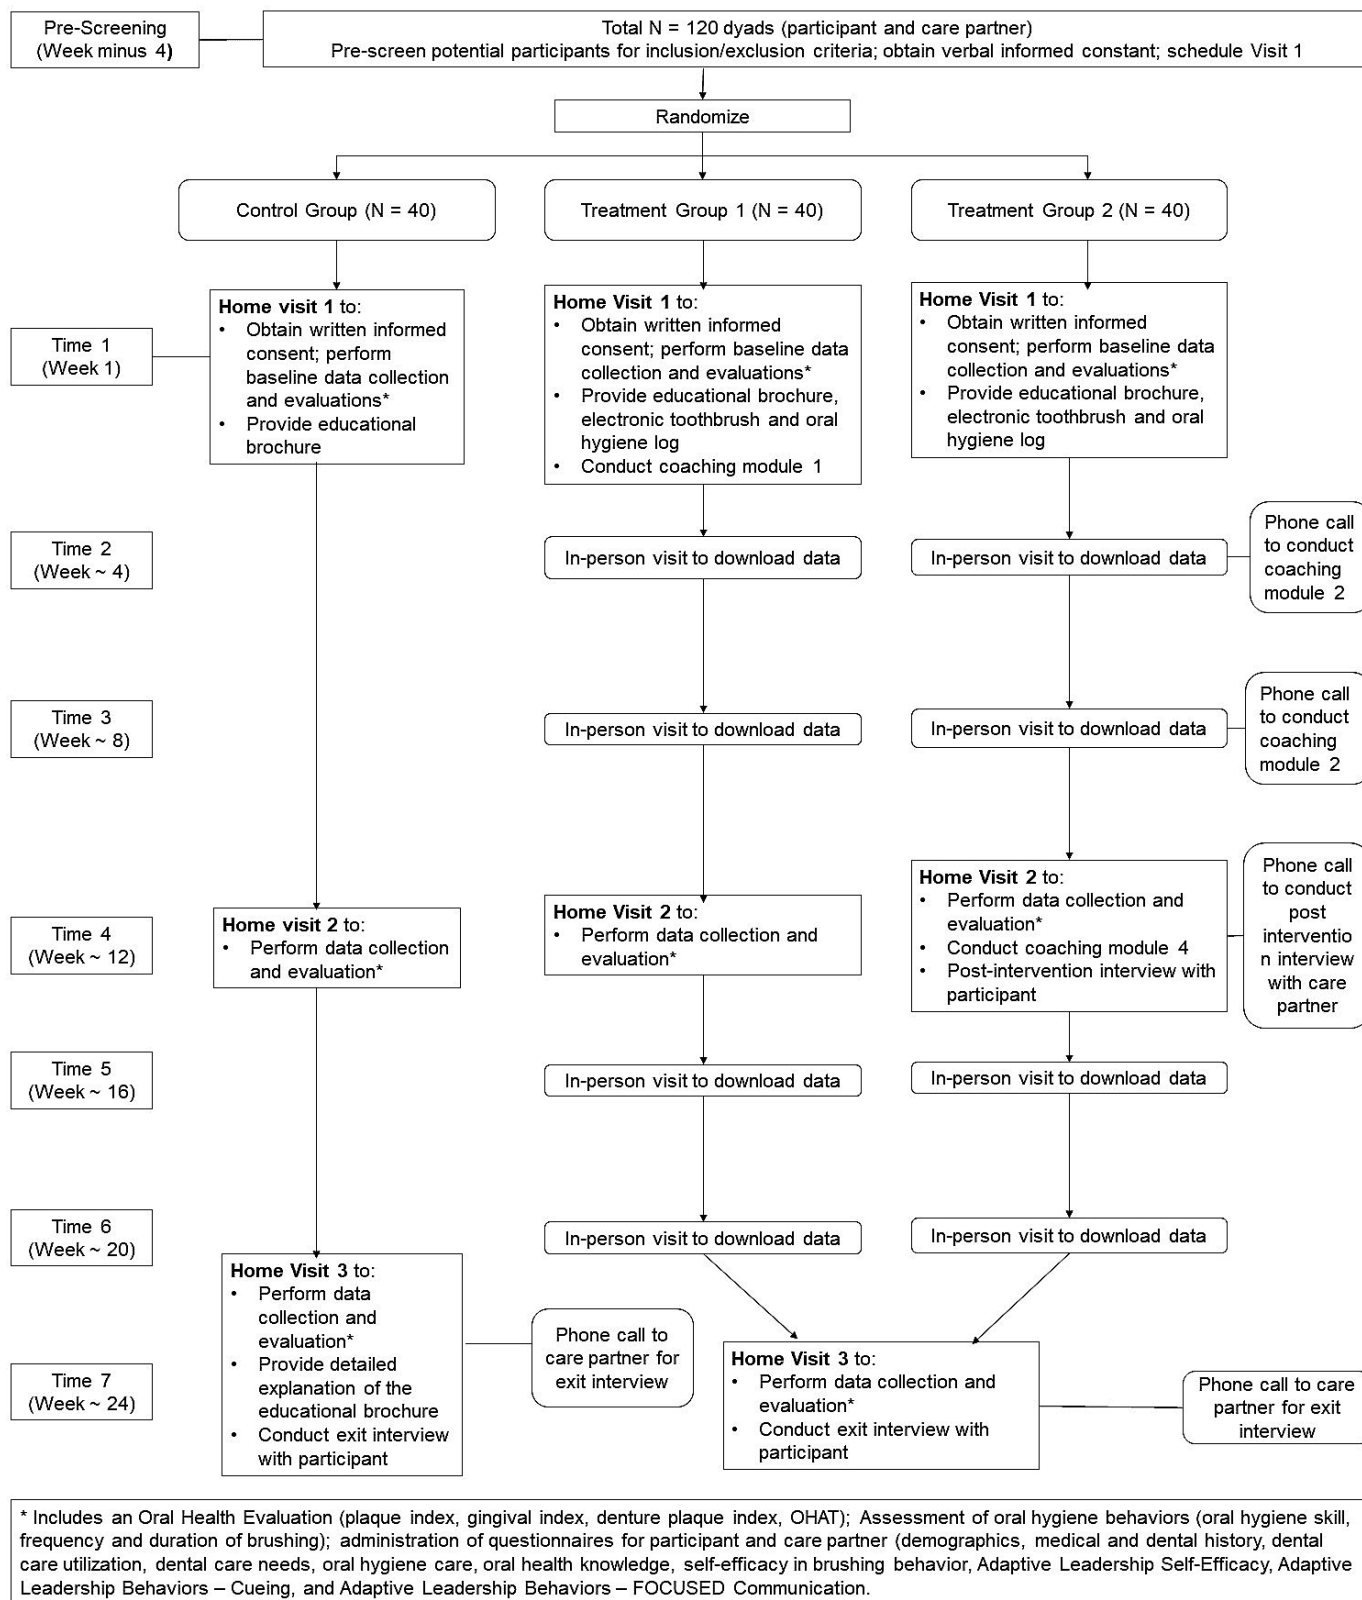 Pre-Screening
(Week minus 4)
Total N = 120 dyads (participant and care partner)
Pre-screen potential participants for inclusion/exclusion criteria; obtain verbal informed constant; schedule Visit 1
Randomize
Control Group (N = 40)
Treatment Group 1 (N = 40)
Treatment Group 2 (N = 40)
Time 1
(Week 1)
Home visit 1 to:
• Obtain written informed
consent; perform
baseline data collection
and evaluations*
• Provide educational
brochure
Home Visit 1 to:
• Obtain written informed
consent; perform baseline data
collection and evaluations*
• Provide educational brochure,
electronic toothbrush and oral
hygiene log
• Conduct coaching module 1
Home Visit 1 to:
• Obtain written informed
consent; perform baseline data
collection and evaluations*
• Provide educational brochure,
electronic toothbrush and oral
hygiene log
Time 2
(Week ~ 4)
In-person visit to download data
In-person visit to download data
Phone call
to conduct
coaching
module 2
Time 3
(Week ~ 8)
In-person visit to download data
In-person visit to download data
Phone call
to conduct
coaching
module 2
Time 4
(Week ~ 12)
Home visit 2 to:
• Perform data collection
and evaluation*
Home Visit 2 to:
• Perform data collection and
evaluation*
Home Visit 2 to:
• Perform data collection and
evaluation*
• Conduct coaching module 4
• Post-intervention interview with
participant
Phone call
to conduct
post
interventio
n interview
with care
partner
Time 5
(Week ~ 16)
In-person visit to download data
In-person visit to download data
Time 6
(Week ~ 20)
In-person visit to download data
In-person visit to download data
Time 7
(Week ~ 24)
Home Visit 3 to:
• Perform data
collection and
evaluation*
• Provide detailed
explanation of the
educational brochure
• Conduct exit interview
with participant
Phone call to
care partner for
exit interview
Home Visit 3 to:
• Perform data collection and
evaluation*
• Conduct exit interview with
participant
Phone call to care
partner for exit
interview
* Includes an Oral Health Evaluation (plaque index, gingival index, denture plaque index, OHAT); Assessment of oral hygiene behaviors (oral hygiene skill,
frequency and duration of brushing); administration of questionnaires for participant and care partner (demographics, medical and dental history, dental
care utilization, dental care needs, oral hygiene care, oral health knowledge, self-efficacy in brushing behavior, Adaptive Leadership Self-Efficacy, Adaptive
Leadership Behaviors – Cueing, and Adaptive Leadership Behaviors – FOCUSED Communication.